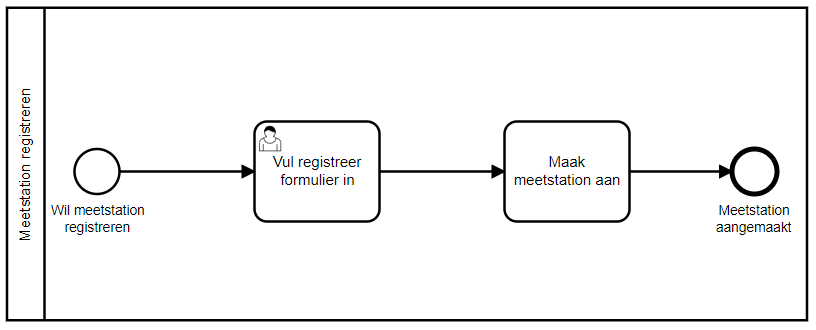 Meetstation registreren
Wil meetstation
registreren
Vul registreer
formulier in
Maak
meetstation aan
Meetstation
aangemaakt